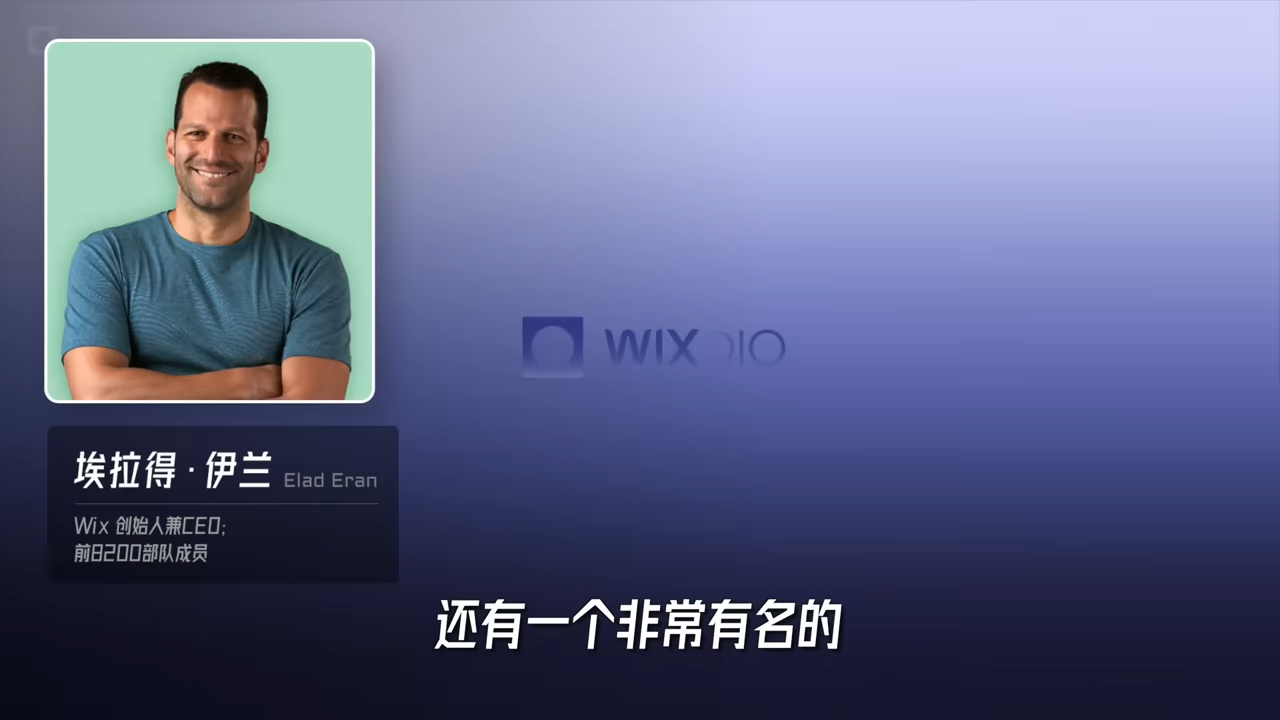 埃拉得·伊兰 Elad Eran
Wix 创始人兼CEO;
前8200部队成员
WIX
还有一个非常有名的